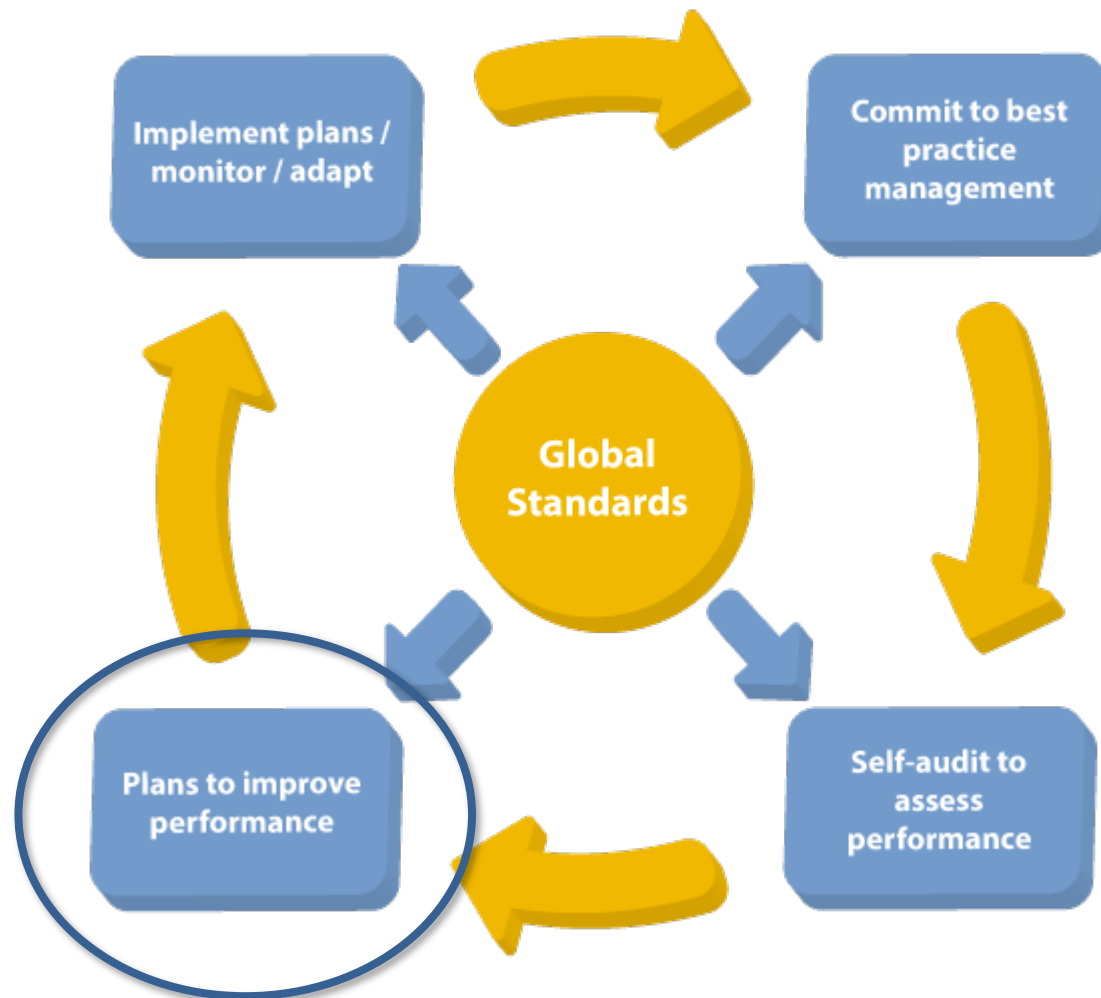 Implement plans /
monitor / adapt
Commit to best
practice
management
Global
Standards
Plans to improve
performance
Self-audit to
assess
performance